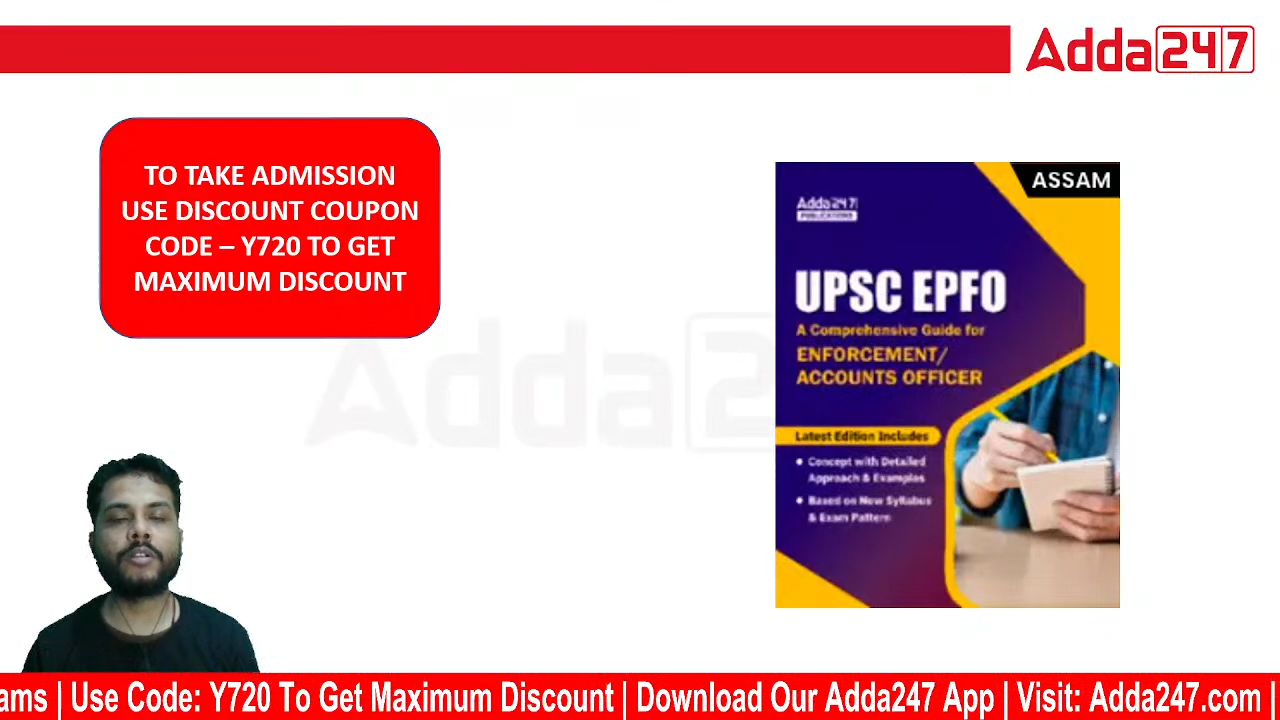 Adda247
TO TAKE ADMISSION
USE DISCOUNT COUPON
CODE – Y720 TO GET
MAXIMUM DISCOUNT
ASSAM
Adda247
PUBLICATIONS
UPSC EPFO
A Comprehensive Guide for
ENFORCEMENT/
ACCOUNTS OFFICER
Latest Edition Includes
• Concept with Detailed
Approach & Examples
• Based on New Syllabus
& Exam Pattern
Adda2
ams | Use Code: Y720 To Get Maximum Discount | Download Our Adda247 App | Visit: Adda247.com |